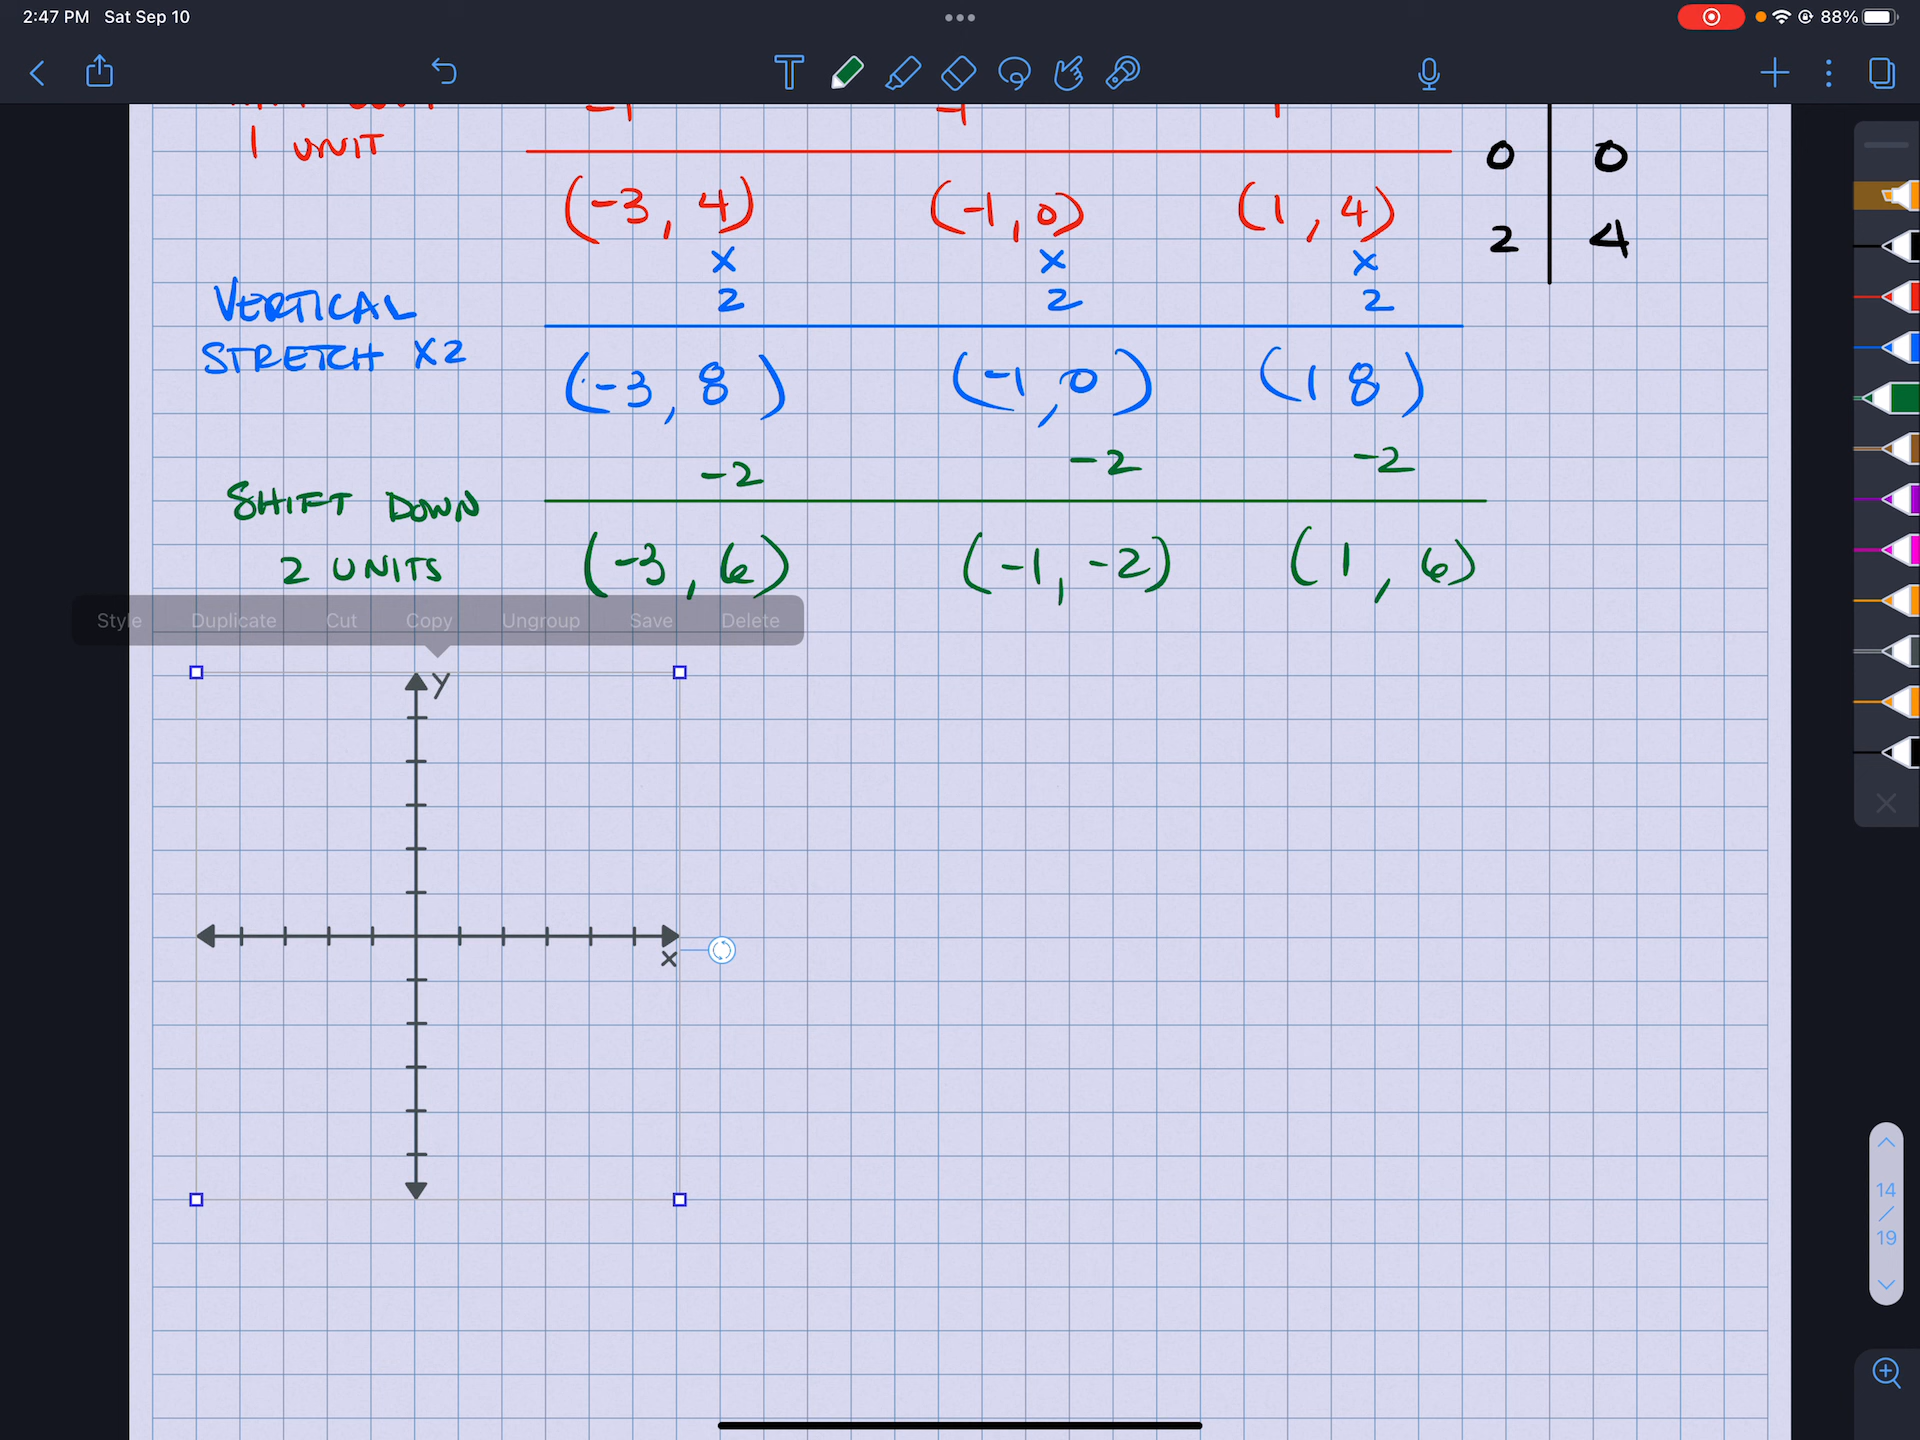 2:47 PM Sat Sep 10
88%
T
1 UNIT
(-3, 4) (-1, 0) (1, 4)
0 0
2 4
x x x
2 2 2
VERTICAL
STRETCH X2
(-3, 8) (-1, 0) (1 8)
-2 -2 -2
SHIFT DOWN
2 UNITS
(-3, 6) (-1, -2) (1, 6)
Style Duplicate Cut Copy Ungroup Save Delete
y
x
14
/
19